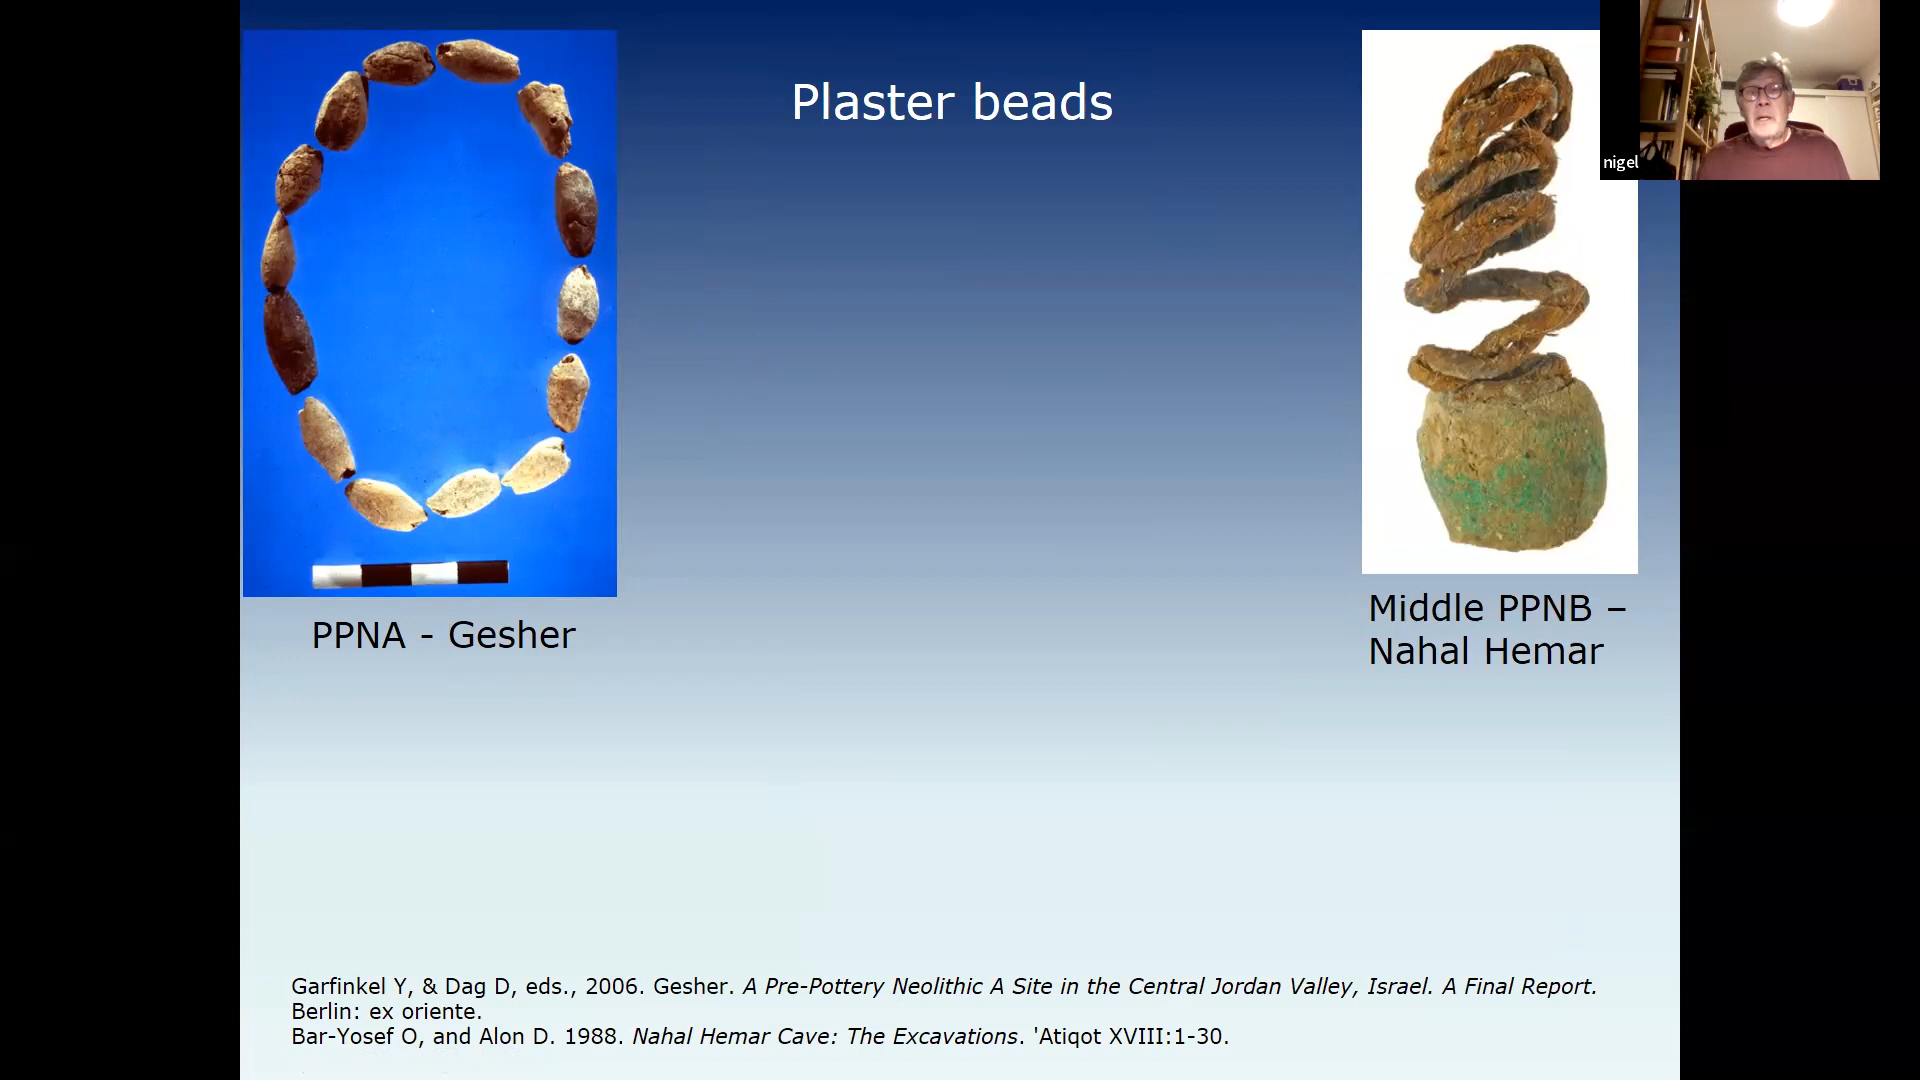 Plaster beads
nigel
PPNA - Gesher
Middle PPNB –
Nahal Hemar
Garfinkel Y, & Dag D, eds., 2006. Gesher. A Pre-Pottery Neolithic A Site in the Central Jordan Valley, Israel. A Final Report.
Berlin: ex oriente.
Bar-Yosef O, and Alon D. 1988. Nahal Hemar Cave: The Excavations. 'Atiqot XVIII:1-30.